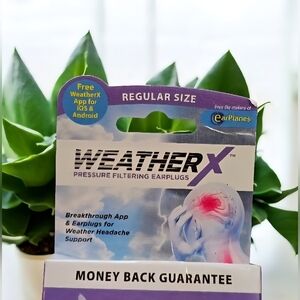 REGULAR SIZE
Free
WeatherX
App for
iOS &
Android
from the makers of
earPlanes
WEATHERX™
PRESSURE FILTERING EARPLUGS
Breakthrough App
& Earplugs for
Weather Headache
Support
MONEY BACK GUARANTEE